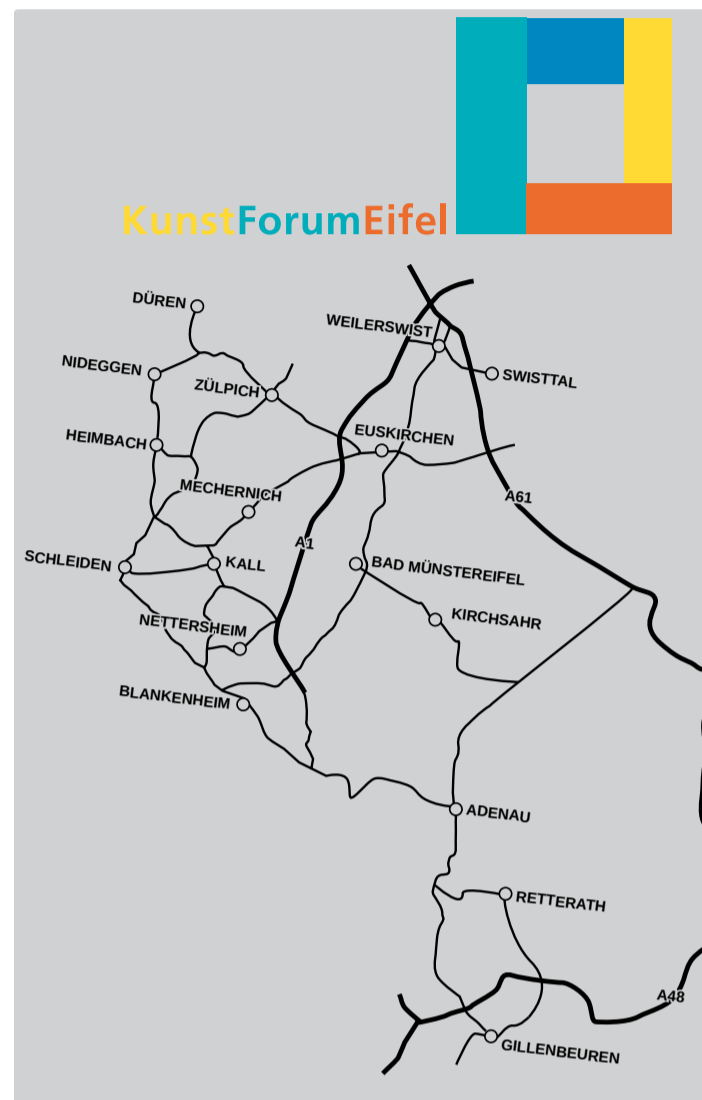 KunstForumEifel
DÜREN
WEILERSWIST
NIDEGGEN
SWISTTAL
ZÜLPICH
HEIMBACH
EUSKIRCHEN
MECHERNICH
A61
A1
SCHLEIDEN
KALL
BAD MÜNSTEREIFEL
KIRCHSAHR
NETTERSHEIM
BLANKENHEIM
ADENAU
RETTERATH
A48
GILLENBEUREN